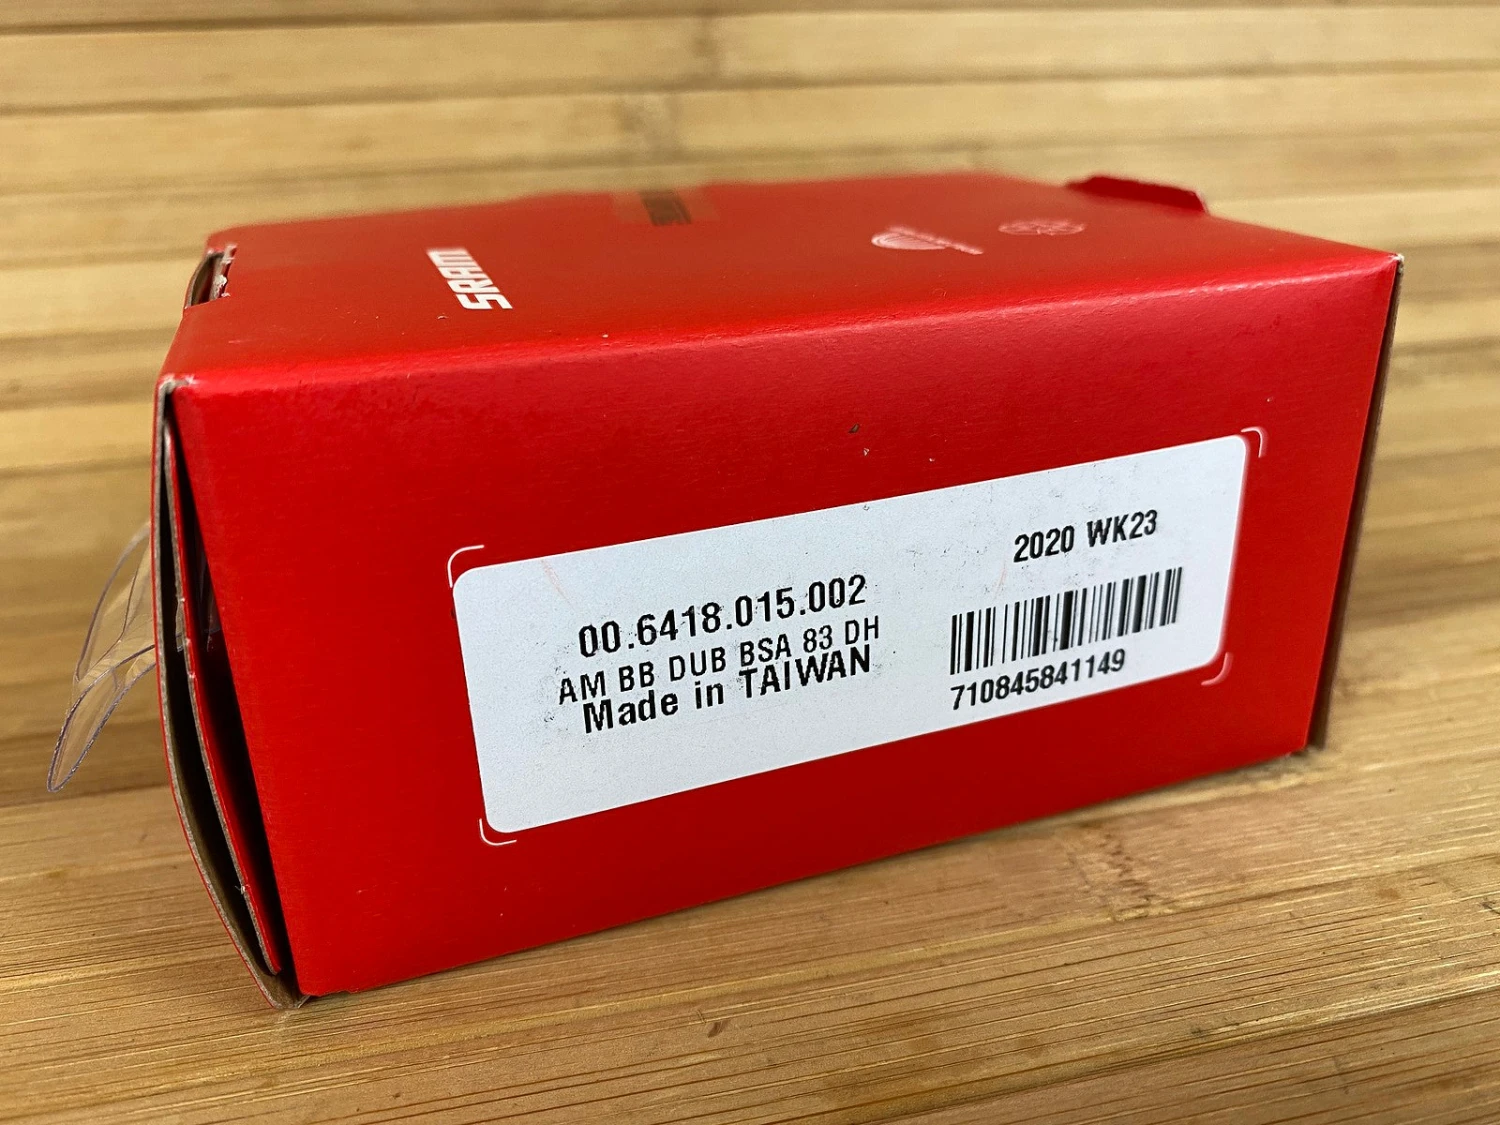 SRAM
00.6418.015.002
AM BB DUB BSA 83 DH
Made in TAIWAN
2020 WK23
710845841149